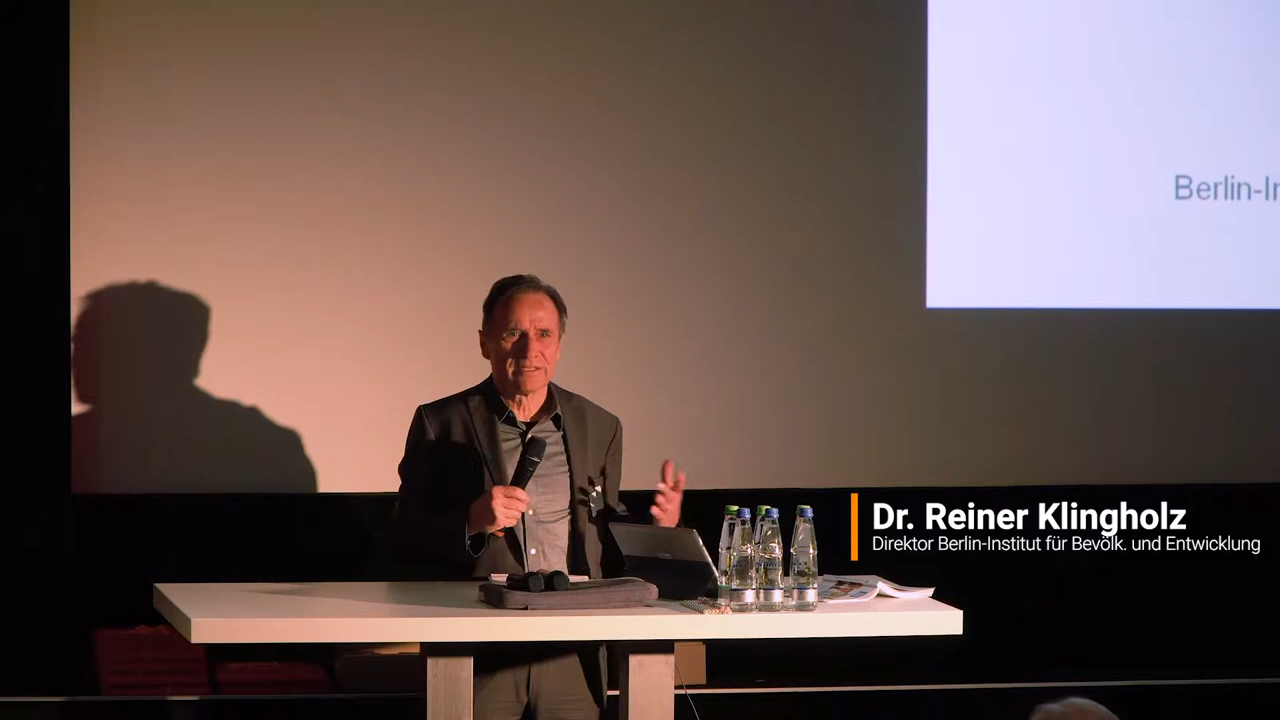 Berlin-I
Dr. Reiner Klingholz
Direktor Berlin-Institut für Bevölk. und Entwicklung